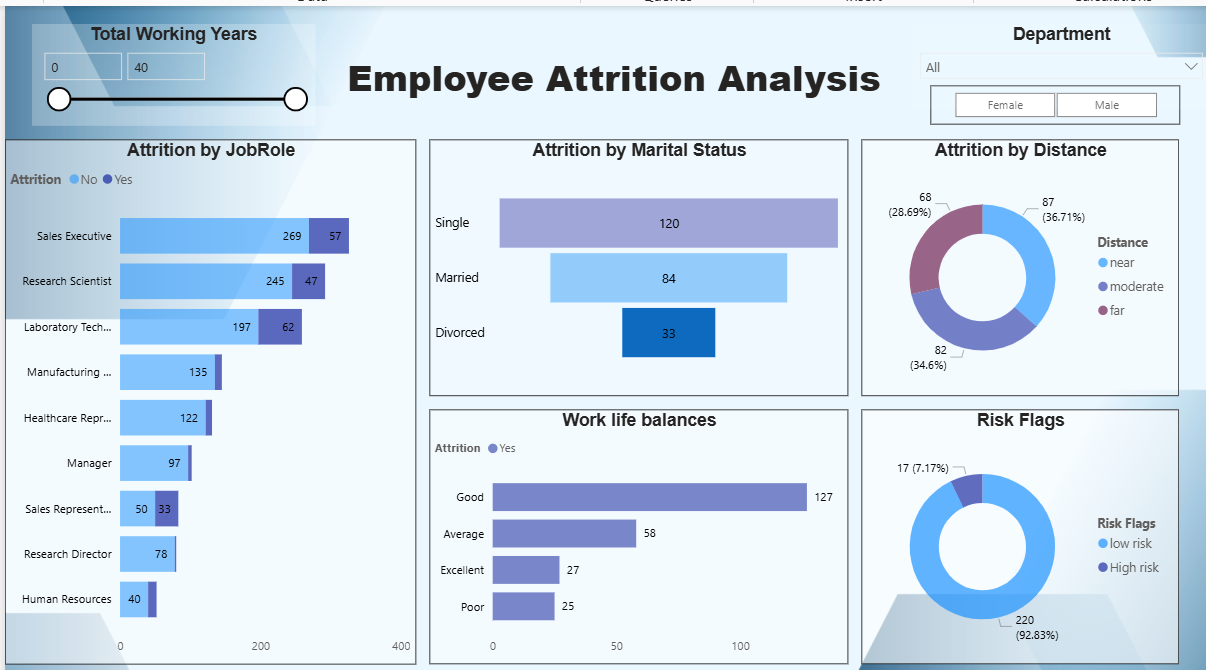 Total Working Years
0
40
Employee Attrition Analysis
Department
All
Female
Male
Attrition by JobRole
Attrition No Yes
Sales Executive 269 57
Research Scientist 245 47
Laboratory Tech... 197 62
Manufacturing ... 135
Healthcare Repr... 122
Manager 97
Sales Represent... 50 33
Research Director 78
Human Resources 40
0 200 400
Attrition by Marital Status
Single 120
Married 84
Divorced 33
Attrition by Distance
68
(28.69%)
87
(36.71%)
82
(34.6%)
Distance
near
moderate
far
Work life balances
Attrition Yes
Good 127
Average 58
Excellent 27
Poor 25
0 50 100
Risk Flags
17 (7.17%)
220
(92.83%)
Risk Flags
low risk
High risk